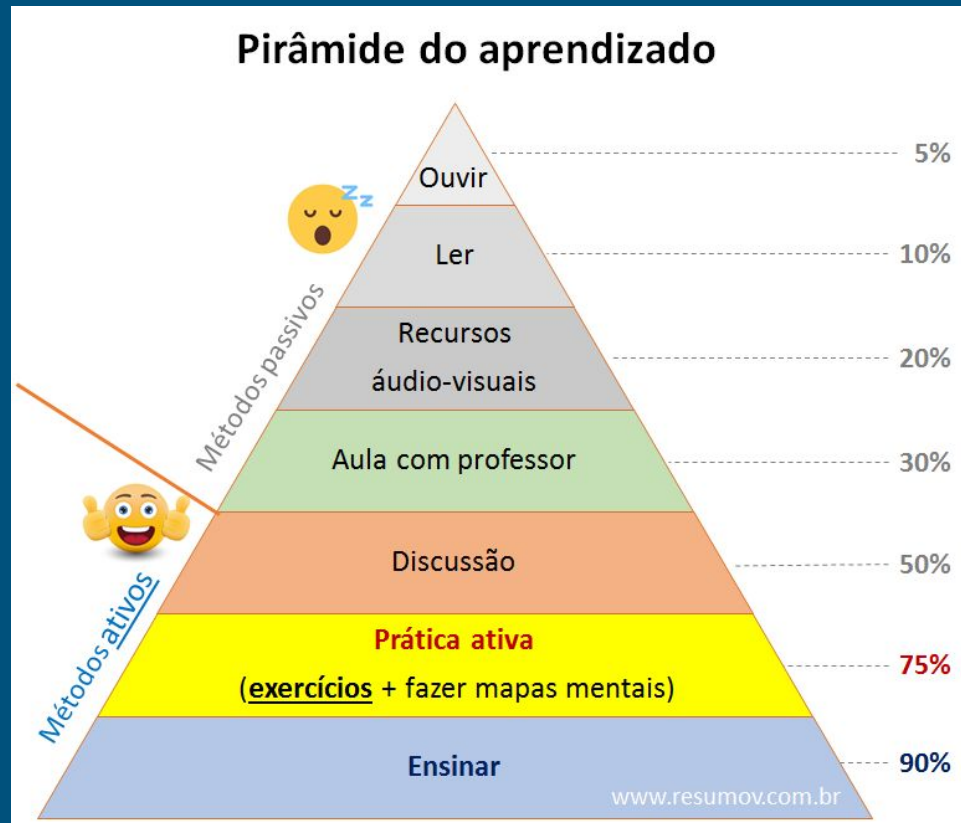 Pirâmide do aprendizado
Ouvir
5%
zz
Ler
10%
Recursos
áudio-visuais
20%
Métodos passivos
Aula com professor
30%
Discussão
50%
Métodos ativos
Prática ativa
(exercícios + fazer mapas mentais)
75%
Ensinar
90%
www.resumov.com.br